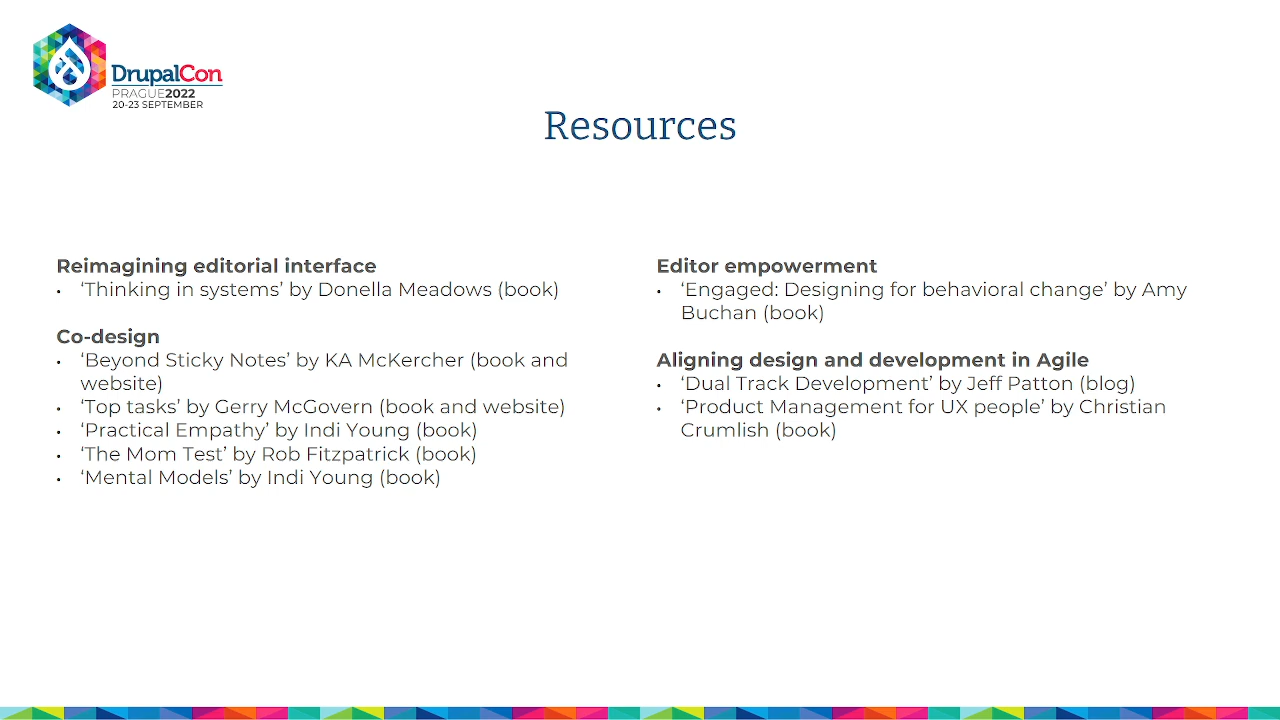 DrupalCon
PRAGUE2022
20-23 SEPTEMBER
Resources
Reimagining editorial interface
• ‘Thinking in systems’ by Donella Meadows (book)
Co-design
• ‘Beyond Sticky Notes’ by KA McKercher (book and
website)
• ‘Top tasks’ by Gerry McGovern (book and website)
• ‘Practical Empathy’ by Indi Young (book)
• ‘The Mom Test’ by Rob Fitzpatrick (book)
• ‘Mental Models’ by Indi Young (book)
Editor empowerment
• ‘Engaged: Designing for behavioral change’ by Amy
Buchan (book)
Aligning design and development in Agile
• ‘Dual Track Development’ by Jeff Patton (blog)
• ‘Product Management for UX people’ by Christian
Crumlish (book)